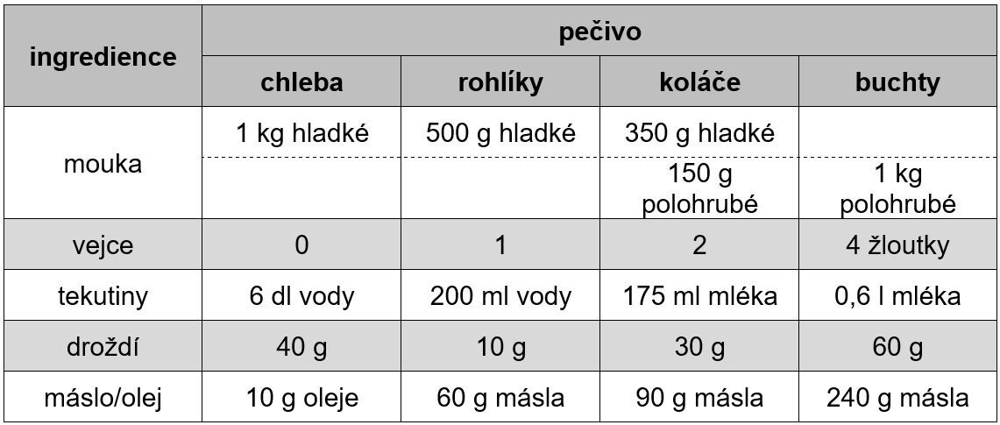 ingredience
pečivo
chleba rohlíky koláče buchty
mouka
1 kg hladké 500 g hladké 350 g hladké
150 g 1 kg
polohrubé polohrubé
vejce 0 1 2 4 žloutky
tekutiny 6 dl vody 200 ml vody 175 ml mléka 0,6 l mléka
droždí 40 g 10 g 30 g 60 g
máslo/olej 10 g oleje 60 g másla 90 g másla 240 g másla